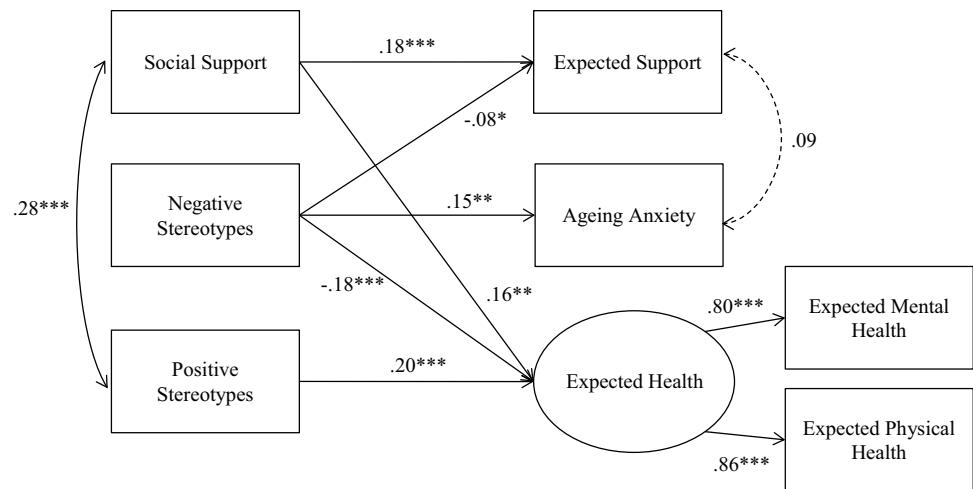 Social Support
.18***
Expected Support
-.08*
.09
Negative
Stereotypes
.28***
.15**
Ageing Anxiety
-.18***
.16**
Expected Mental
Health
.80***
Positive
Stereotypes
.20***
Expected Health
Expected Physical
Health
.86***